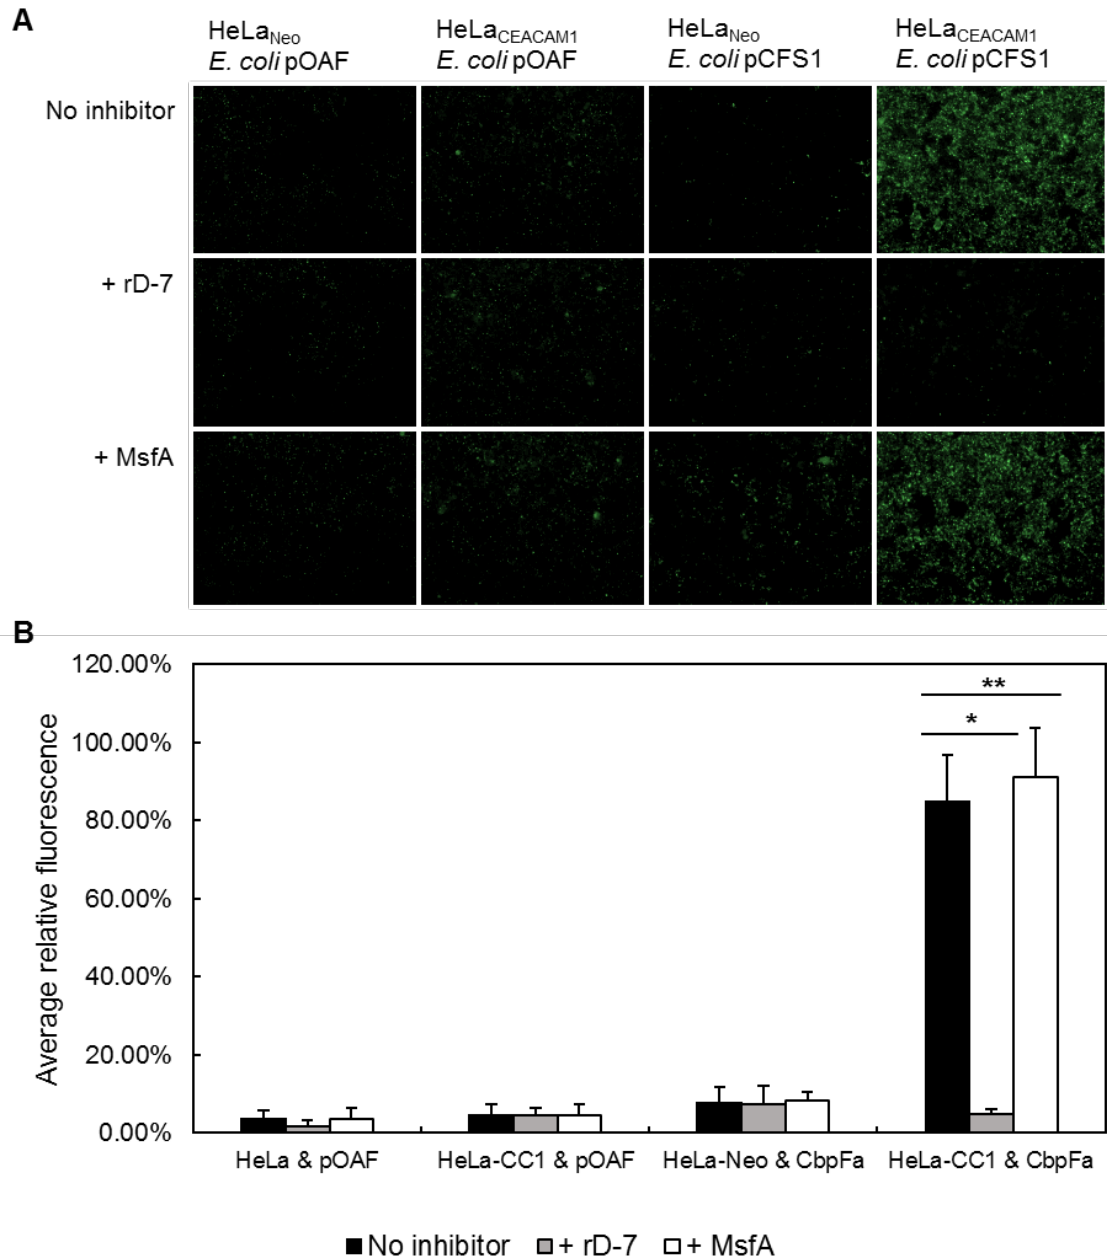 A
HeLaNeo
E. coli pOAF
HeLaCEACAM1
E. coli pOAF
HeLaNeo
E. coli pCFS1
HeLaCEACAM1
E. coli pCFS1
No inhibitor
+ rD-7
+ MsfA
B
Average relative fluorescence
120.00%
100.00%
80.00%
60.00%
40.00%
20.00%
0.00%
**
*
HeLa & pOAF
HeLa-CC1 & pOAF
HeLa-Neo & CbpFa
HeLa-CC1 & CbpFa
No inhibitor + rD-7 + MsfA